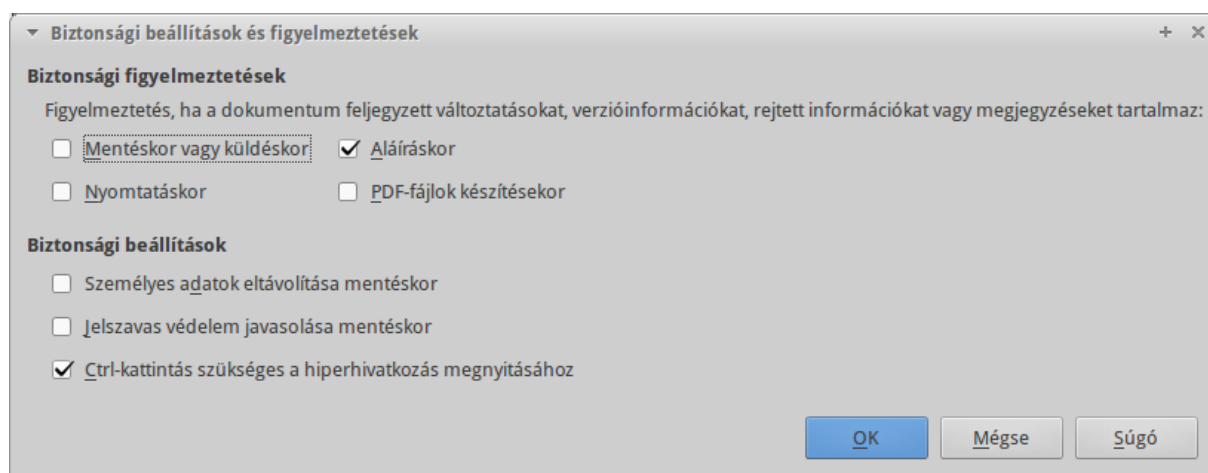 Biztonsági beállítások és figyelmeztetések
Biztonsági figyelmeztetések
Figyelmeztetés, ha a dokumentum feljegyzett változtatásokat, verzióinformációkat, rejtett információkat vagy megjegyzéseket tartalmaz:
Mentéskor vagy küldéskor Aláíráskor
Nyomtatáskor PDF-fájlok készítésekor
Biztonsági beállítások
Személyes adatok eltávolítása mentéskor
Jelszavas védelem javasolása mentéskor
Ctrl-kattintás szükséges a hiperhivatkozás megnyitásához
OK Mégse Súgó